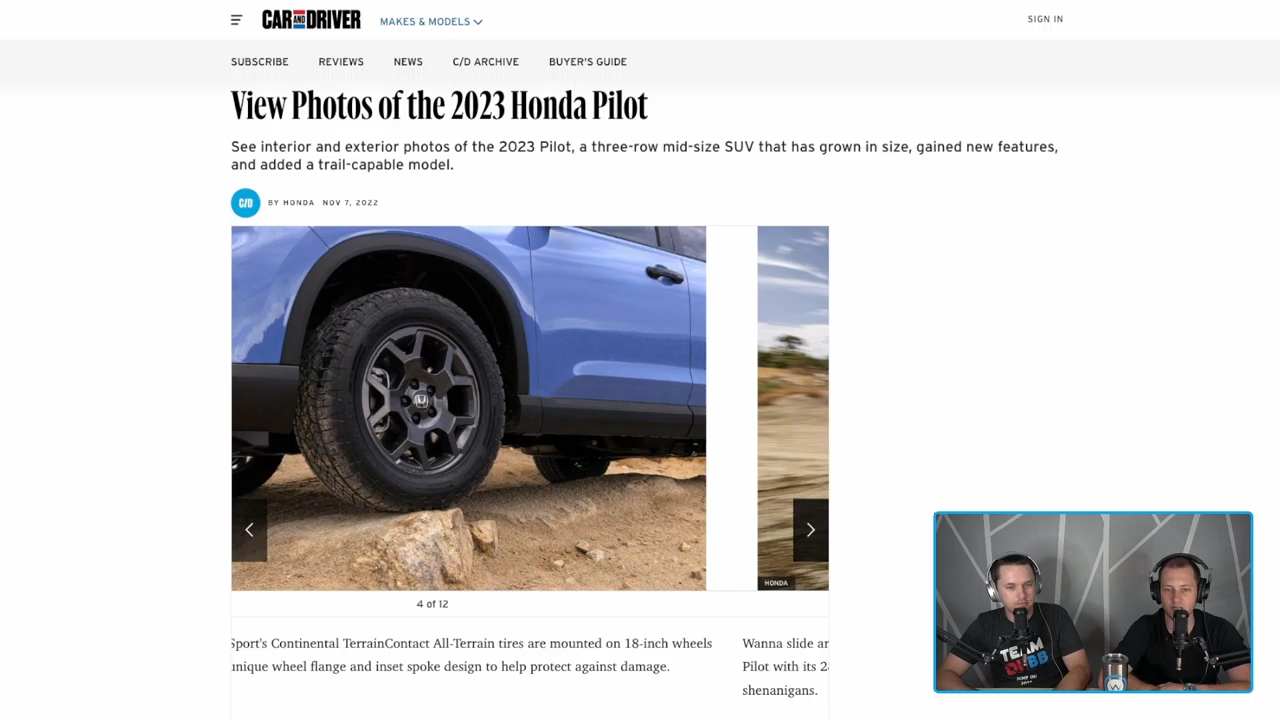 CAR AND DRIVER
MAKES & MODELS
SIGN IN
SUBSCRIBE
REVIEWS
NEWS
C/D ARCHIVE
BUYER'S GUIDE
View Photos of the 2023 Honda Pilot
See interior and exterior photos of the 2023 Pilot, a three-row mid-size SUV that has grown in size, gained new features,
and added a trail-capable model.
C/D
BY HONDA NOV 7, 2022
HONDA
4 of 12
Sport's Continental TerrainContact All-Terrain tires are mounted on 18-inch wheels
unique wheel flange and inset spoke design to help protect against damage.
Wanna slide ar
Pilot with its 28
shenanigans.
TEAM